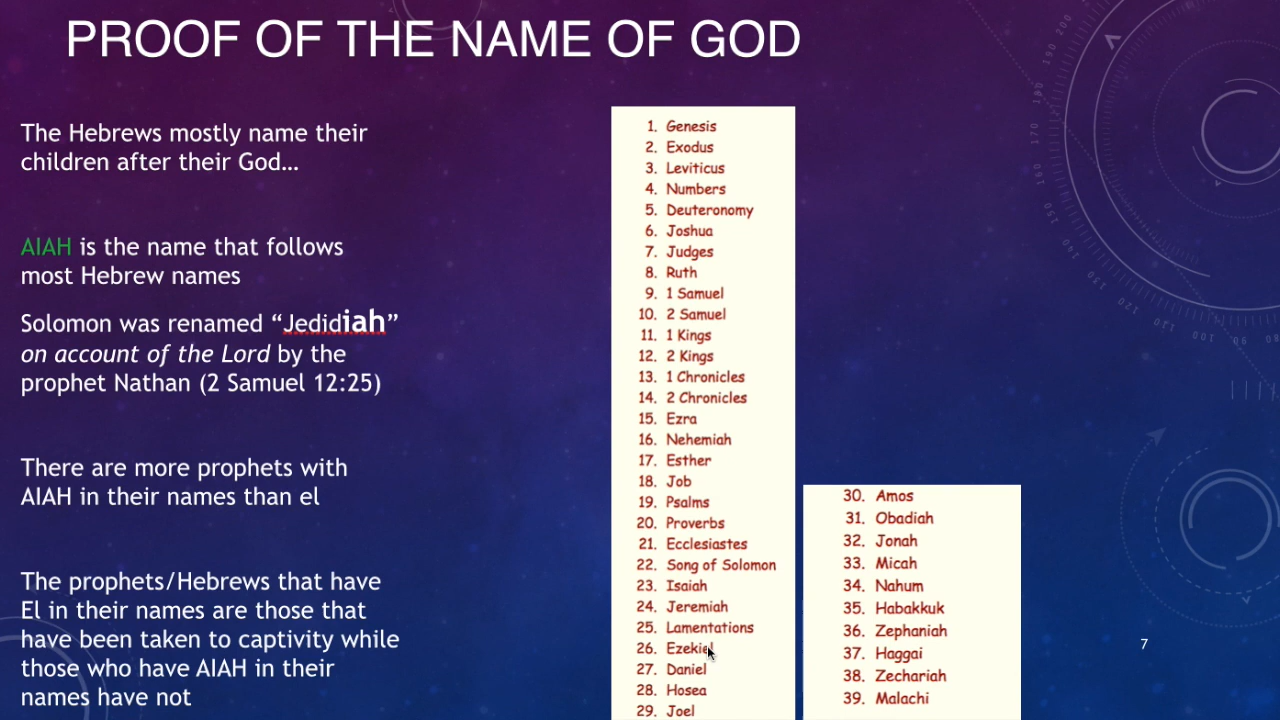 PROOF OF THE NAME OF GOD
The Hebrews mostly name their
children after their God…
AIAH is the name that follows
most Hebrew names
Solomon was renamed “Jedidiah”
on account of the Lord by the
prophet Nathan (2 Samuel 12:25)
There are more prophets with
AIAH in their names than el
The prophets/Hebrews that have
El in their names are those that
have been taken to captivity while
those who have AIAH in their
names have not
1. Genesis
2. Exodus
3. Leviticus
4. Numbers
5. Deuteronomy
6. Joshua
7. Judges
8. Ruth
9. 1 Samuel
10. 2 Samuel
11. 1 Kings
12. 2 Kings
13. 1 Chronicles
14. 2 Chronicles
15. Ezra
16. Nehemiah
17. Esther
18. Job
19. Psalms
20. Proverbs
21. Ecclesiastes
22. Song of Solomon
23. Isaiah
24. Jeremiah
25. Lamentations
26. Ezekiel
27. Daniel
28. Hosea
29. Joel
30. Amos
31. Obadiah
32. Jonah
33. Micah
34. Nahum
35. Habakkuk
36. Zephaniah
37. Haggai
38. Zechariah
39. Malachi
7